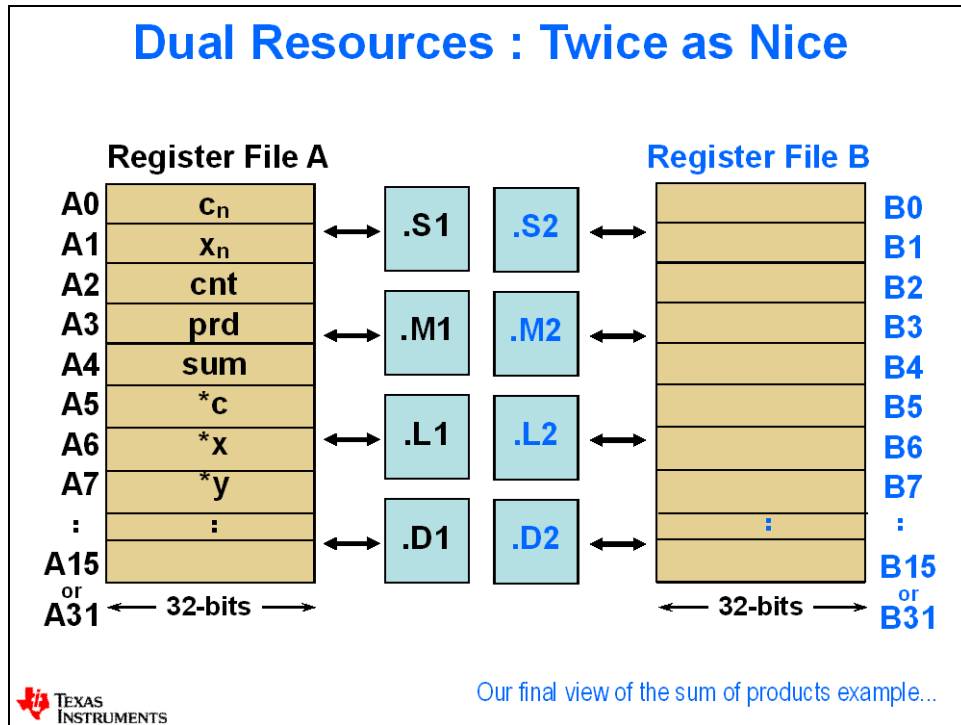 Dual Resources : Twice as Nice
Register File A
Register File B
A0 cₙ .S1 .S2 B0
A1 xₙ B1
A2 cnt B2
A3 prd .M1 .M2 B3
A4 sum B4
A5 *c B5
A6 *x .L1 .L2 B6
A7 *y B7
: : : :
.D1 .D2
A15 B15
or or
A31 32-bits 32-bits B31
Our final view of the sum of products example...
TEXAS
INSTRUMENTS